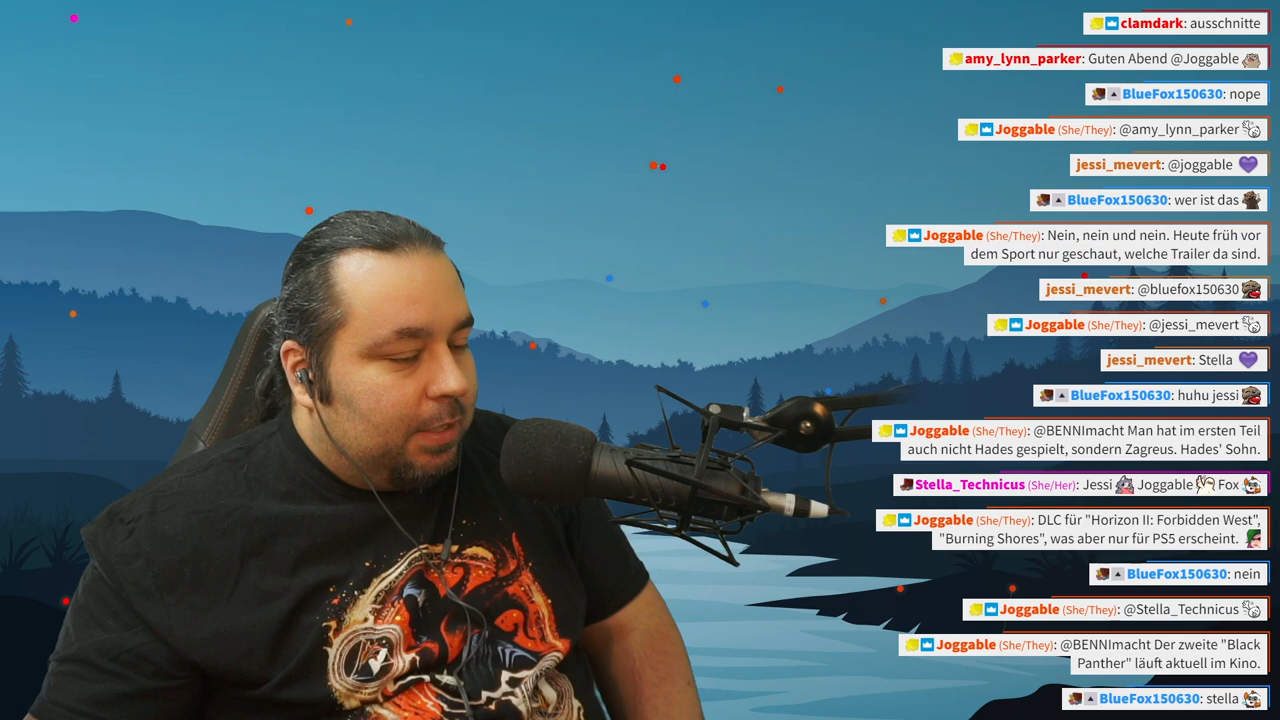 clamdark: ausschnitte
amy_lynn_parker: Guten Abend @Joggable
BlueFox150630: nope
Joggable (She/They): @amy_lynn_parker
jessi_mevert: @joggable
BlueFox150630: wer ist das
Joggable (She/They): Nein, nein und nein. Heute früh vor
dem Sport nur geschaut, welche Trailer da sind.
jessi_mevert: @bluefox150630
Joggable (She/They): @jessi_mevert
jessi_mevert: Stella
BlueFox150630: huhu jessi
Joggable (She/They): @BENNImacht Man hat im ersten Teil
auch nicht Hades gespielt, sondern Zagreus. Hades' Sohn.
Stella_Technicus (She/Her): Jessi Joggable Fox
Joggable (She/They): DLC für "Horizon II: Forbidden West",
"Burning Shores", was aber nur für PS5 erscheint.
BlueFox150630: nein
Joggable (She/They): @Stella_Technicus
Joggable (She/They): @BENNImacht Der zweite "Black
Panther" läuft aktuell im Kino.
BlueFox150630: stella